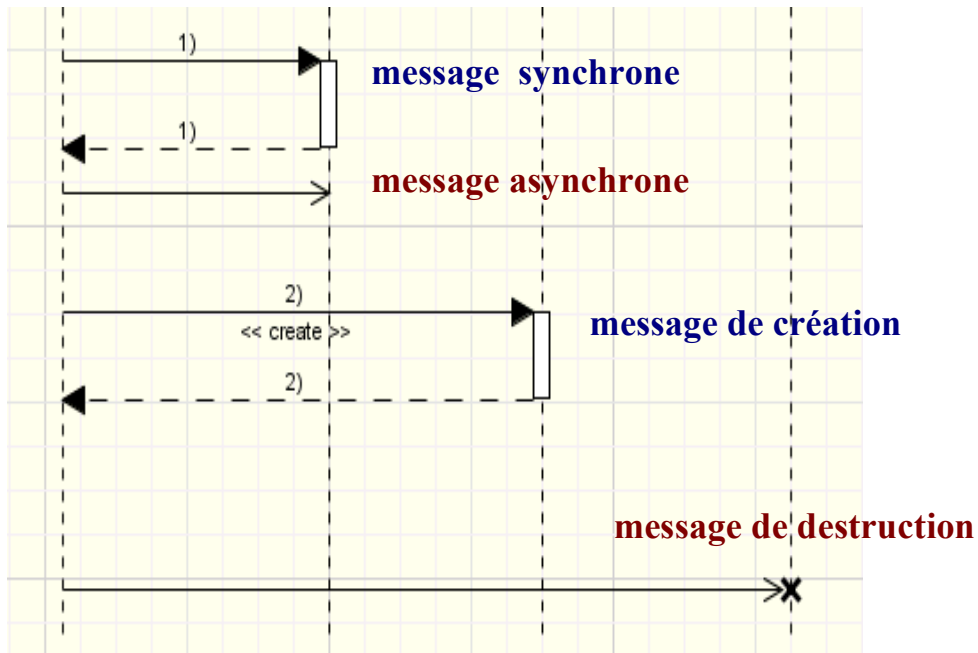 1)
message synchrone
1)
message asynchrone
2)
<< create >>
message de création
2)
message de destruction